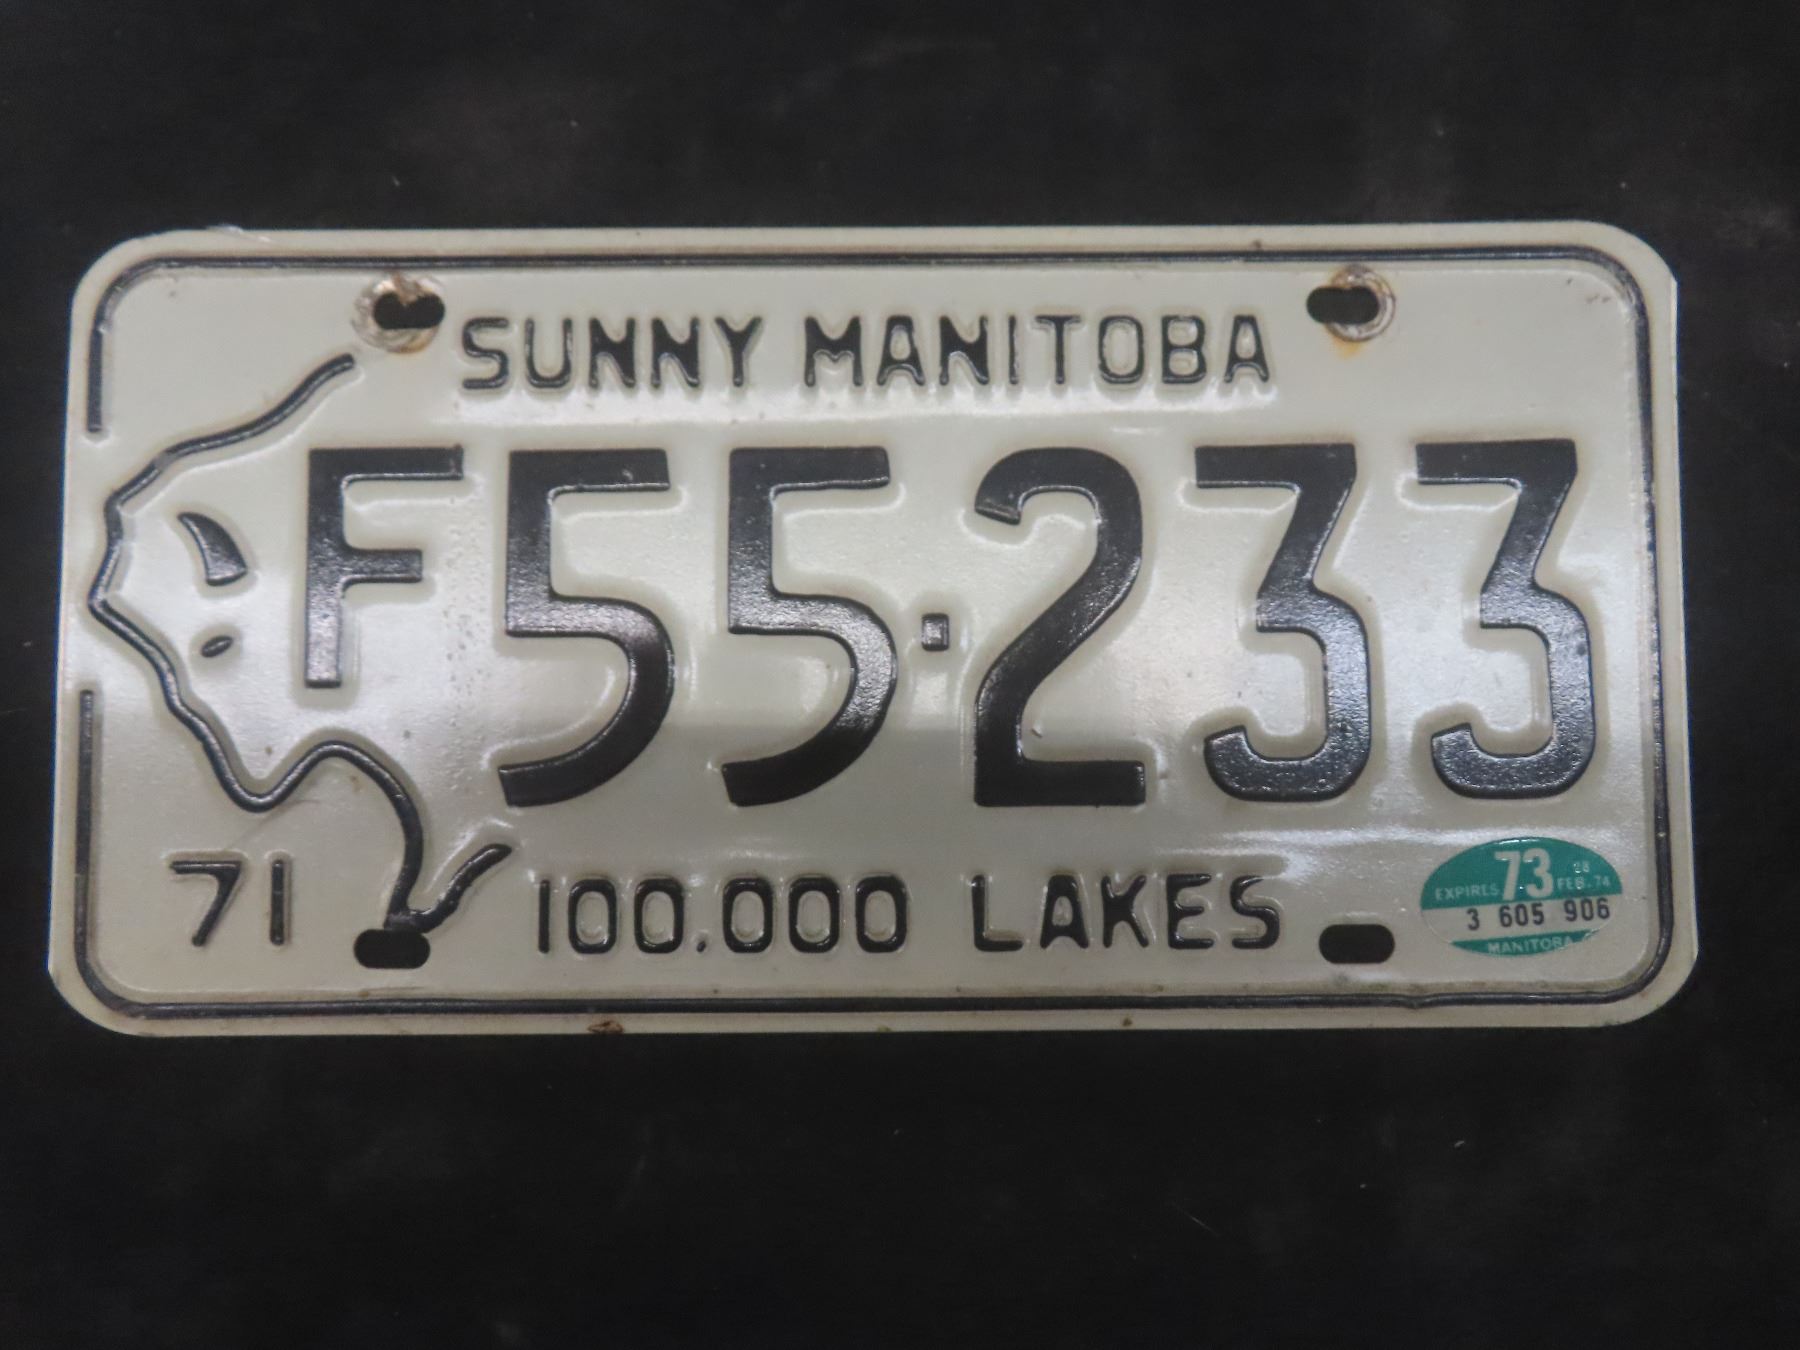 SUNNY MANITOBA
F55·233
71
100.000 LAKES
73
EXPIRES 28 FEB. 74
3 605 906
MANITOBA